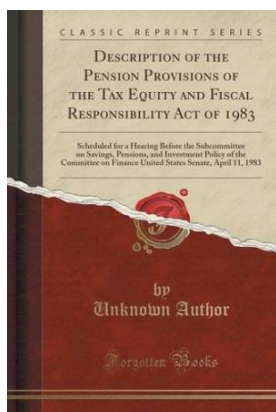 CLASSIC REPRINT SERIES
DESCRIPTION OF THE
PENSION PROVISIONS OF
THE TAX EQUITY AND FISCAL
RESPONSIBILITY ACT OF 1983
Scheduled for a Hearing Before the Subcommittee
on Savings, Pensions, and Investment Policy of the
Committee on Finance United States Senate, April 11, 1983
by
Unknown Author
Forgotten Books